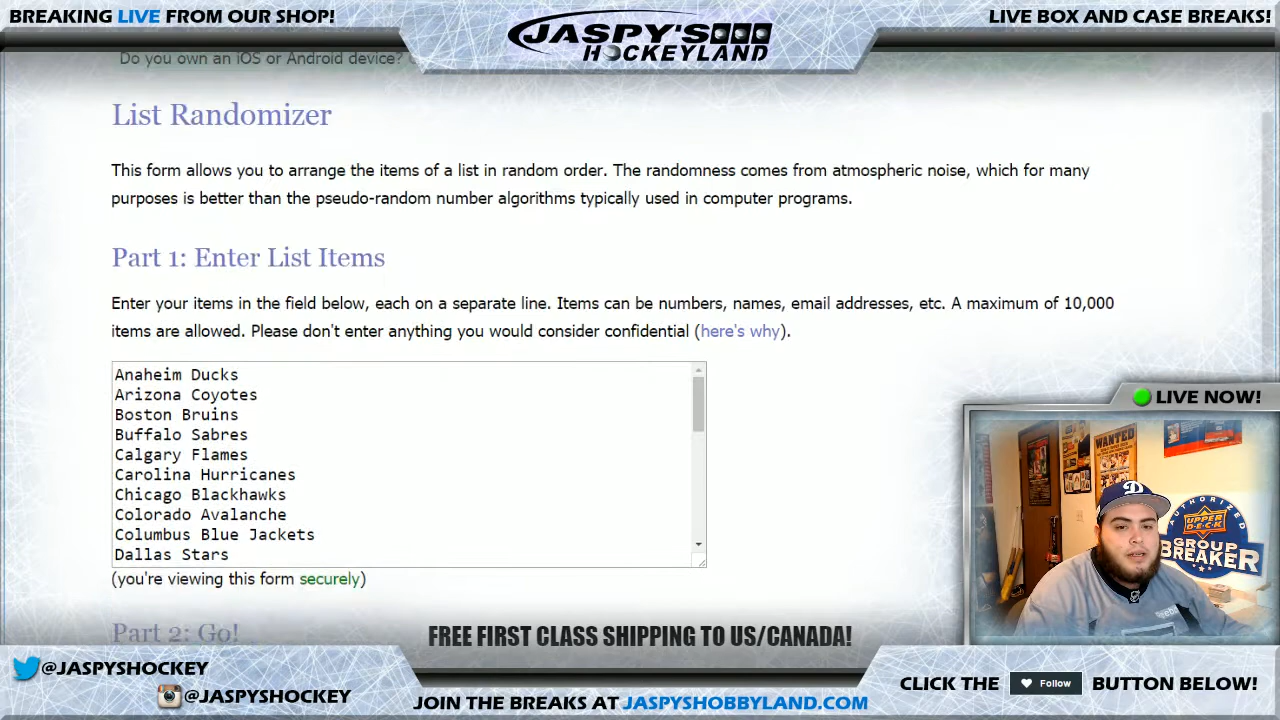 BREAKING LIVE FROM OUR SHOP!
JASPY'S
HOCKEYLAND
LIVE BOX AND CASE BREAKS!
Do you own an iOS or Android device?
List Randomizer
This form allows you to arrange the items of a list in random order. The randomness comes from atmospheric noise, which for many
purposes is better than the pseudo-random number algorithms typically used in computer programs.
Part 1: Enter List Items
Enter your items in the field below, each on a separate line. Items can be numbers, names, email addresses, etc. A maximum of 10,000
items are allowed. Please don't enter anything you would consider confidential (here's why).
Anaheim Ducks
Arizona Coyotes
Boston Bruins
Buffalo Sabres
Calgary Flames
Carolina Hurricanes
Chicago Blackhawks
Colorado Avalanche
Columbus Blue Jackets
Dallas Stars
(you're viewing this form securely)
Part 2: Go!
LIVE NOW!
WANTED
D
AUTHORIZED
UPPER DECK
GROUP
BREAKER
FREE FIRST CLASS SHIPPING TO US/CANADA!
@JASPYSHOCKEY
@JASPYSHOCKEY
JOIN THE BREAKS AT JASPYSHOBBYLAND.COM
CLICK THE Follow BUTTON BELOW!